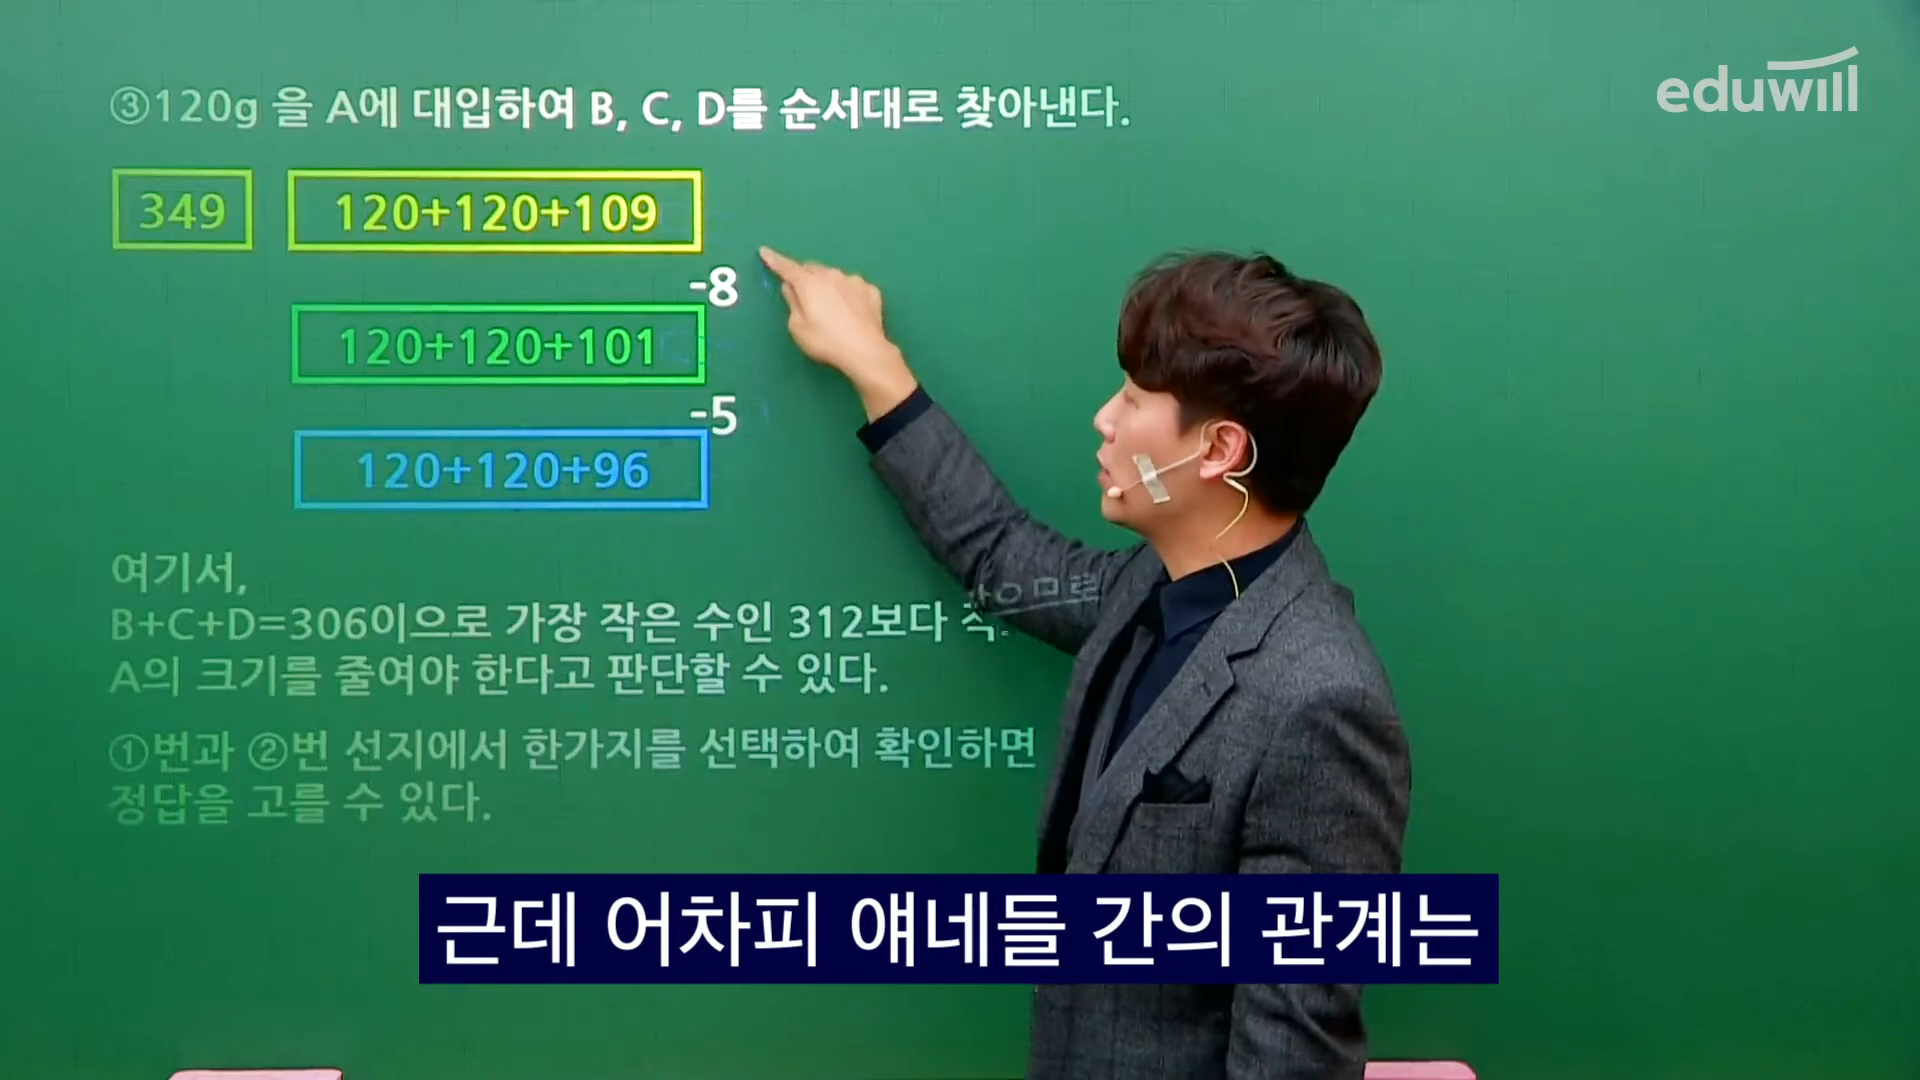 eduwill
③120g 을 A에 대입하여 B, C, D를 순서대로 찾아낸다.
349 120+120+109
-8
120+120+101
-5
120+120+96
여기서,
B+C+D=306이으로 가장 작은 수인 312보다
A의 크기를 줄여야 한다고 판단할 수 있다.
①번과 ②번 선지에서 한가지를 선택하여 확인하면
정답을 고를 수 있다.
근데 어차피 얘네들 간의 관계는